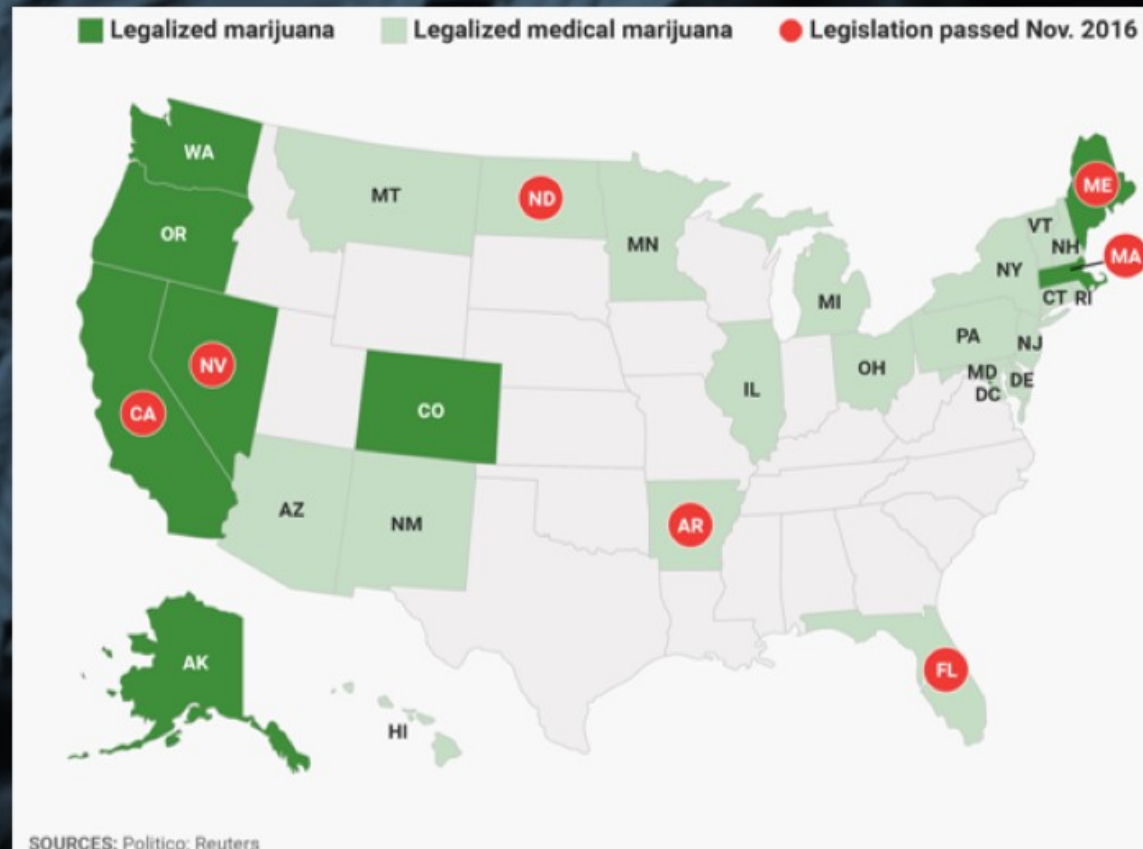 Legalized marijuana Legalized medical marijuana Legislation passed Nov. 2016
WA
MT
ND
ME
OR
MN
VT
NH
MA
NY
MI
CT RI
PA
NJ
NV
OH
MD
DE
DC
IL
CA
CO
AZ
NM
AR
AK
FL
HI
SOURCES: Politico; Reuters